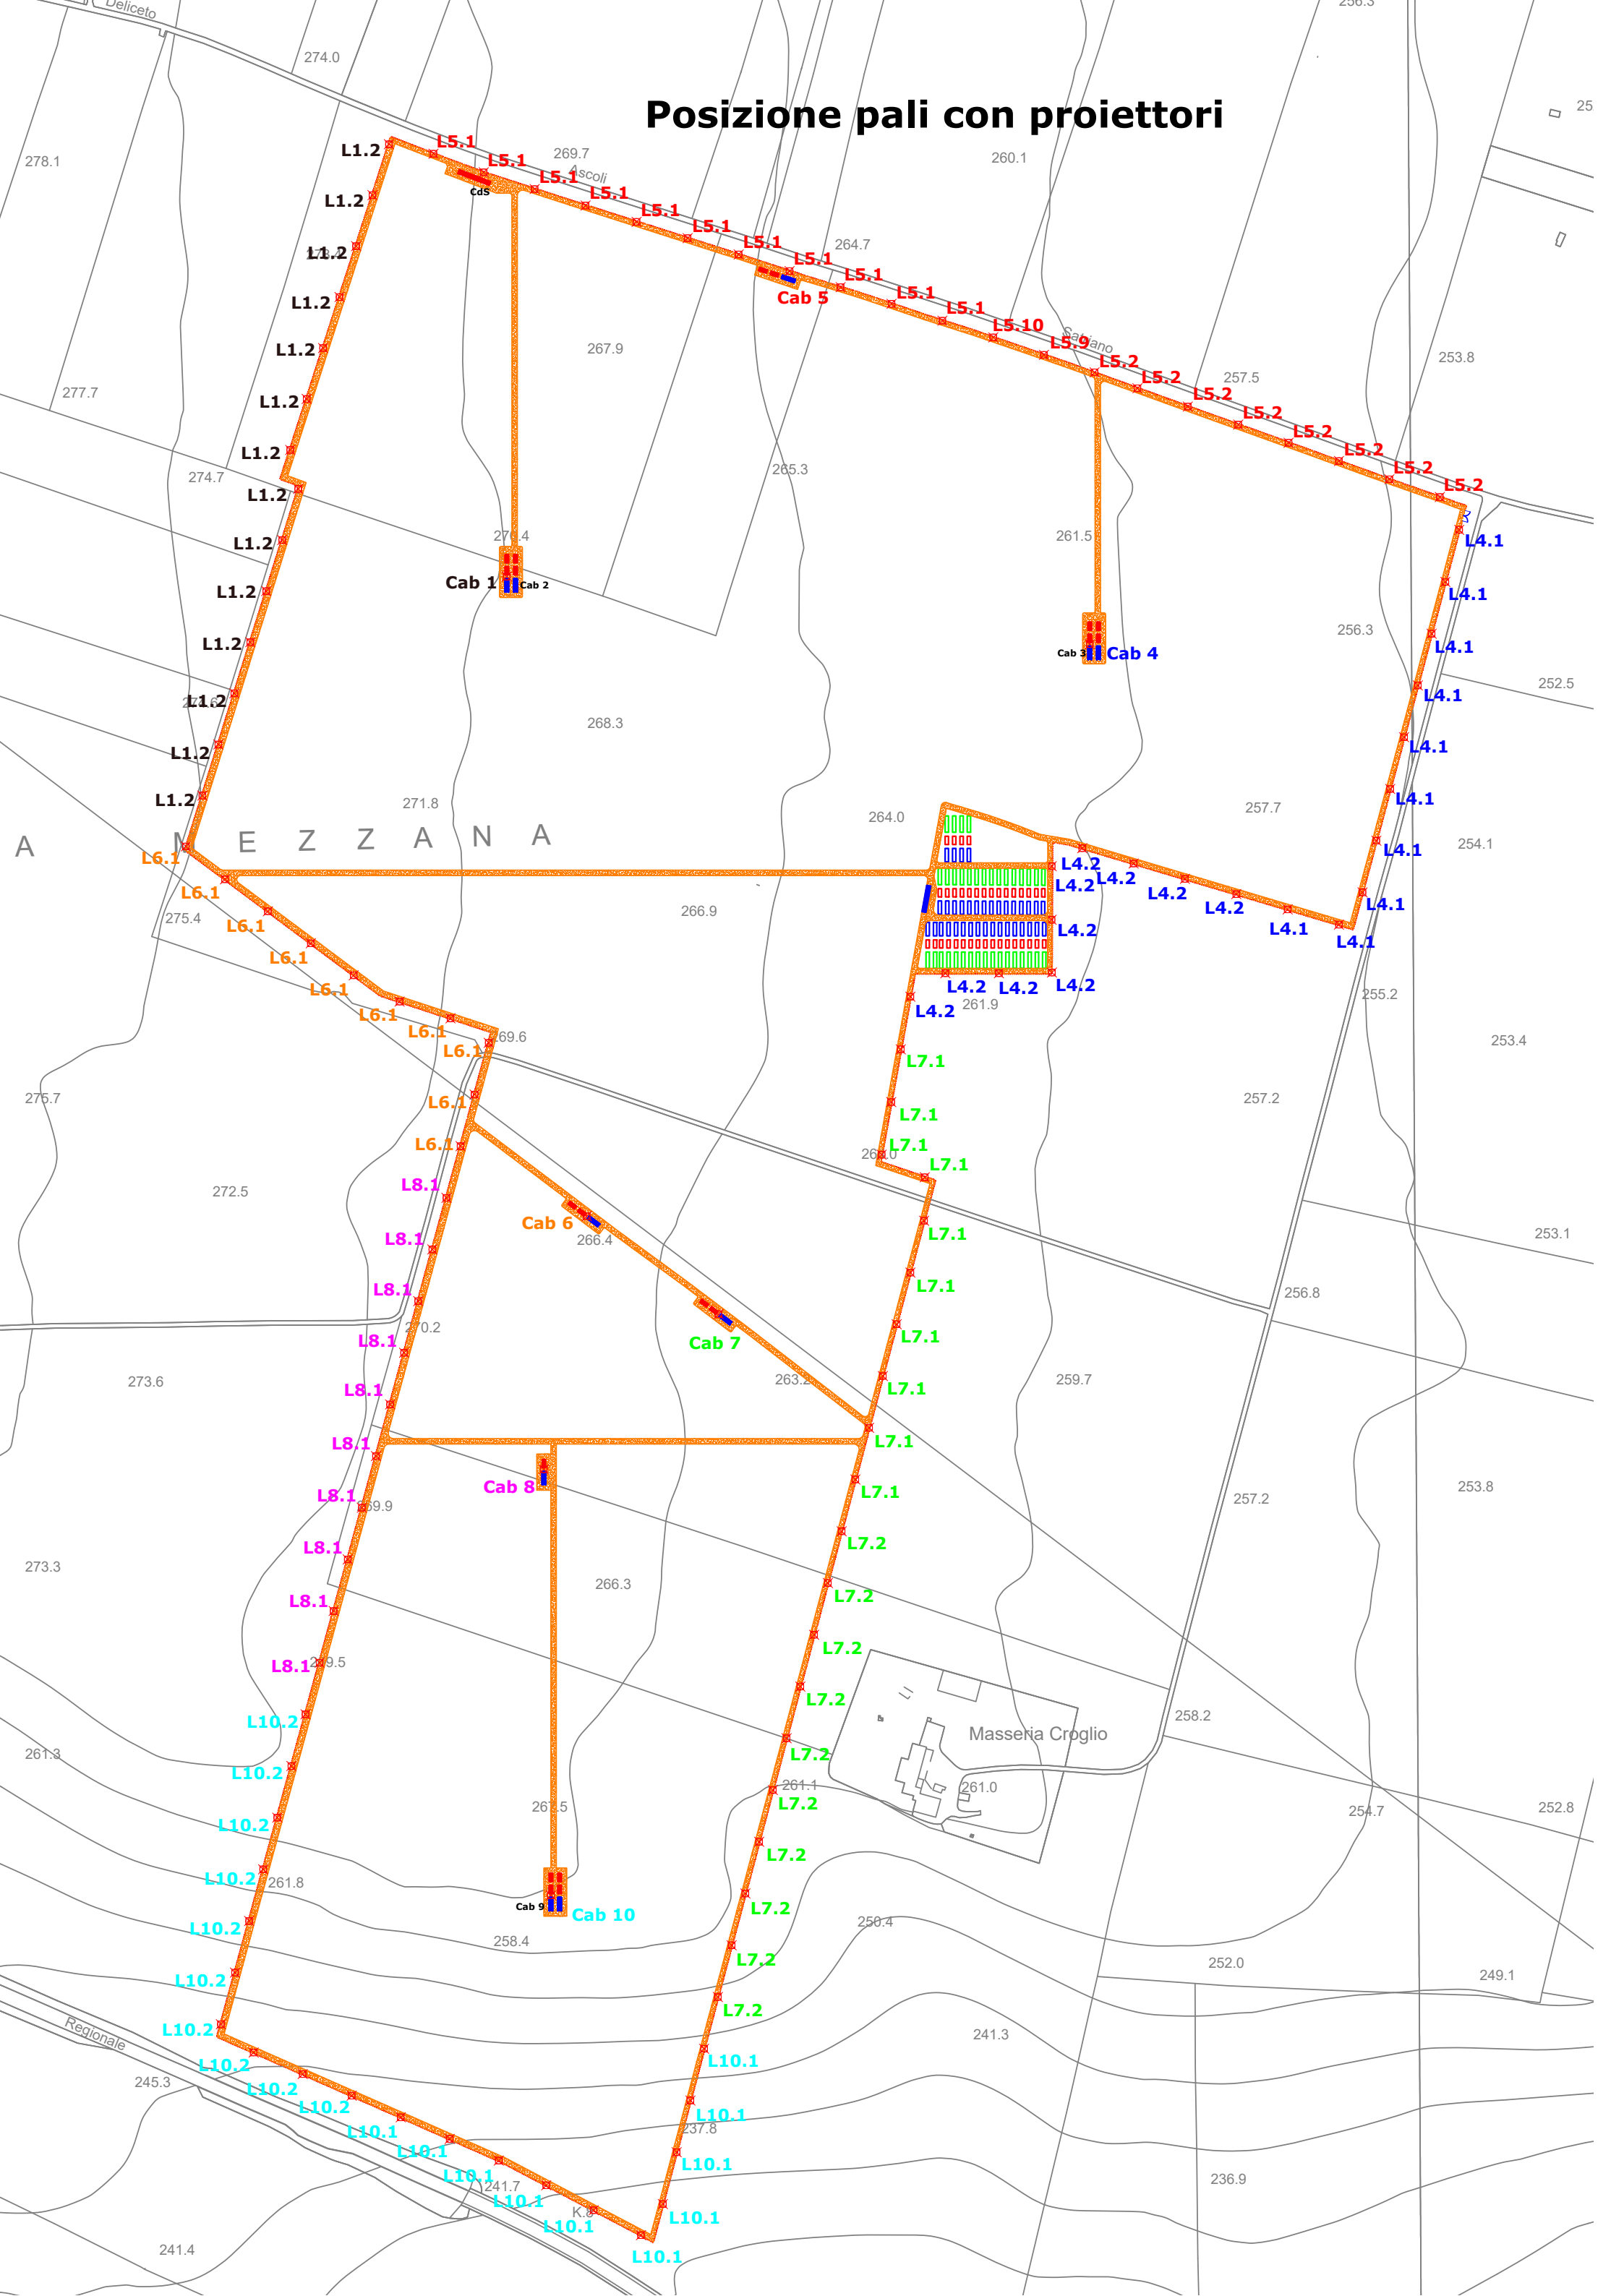 Deliceto
256.3
274.0
25
Posizione pali con proiettori
278.1
L1.2
L5.1
269.7
260.1
L5.1
Ascoli
CdS
L1.2
L5.1
L5.1
L5.1
L5.1
264.7
L1.2
L5.1
L5.1
L5.1
Cab 5
L1.2
L5.1
L5.1
L5.10
Satriano
L5.9
267.9
L1.2
253.8
L5.2
257.5
L5.2
277.7
L1.2
L5.2
L5.2
L5.2
L1.2
L5.2
265.3
L5.2
274.7
L5.2
L1.2
270.4
261.5
L1.2
L4.1
Cab 1
Cab 2
L1.2
L4.1
256.3
L1.2
L4.1
Cab 3
Cab 4
252.5
L1.2
L4.1
268.3
L1.2
L4.1
L1.2
271.8
L4.1
257.7
264.0
A M E Z Z A N A
254.1
L4.1
L6.1
L4.2
L4.2
L4.2
L4.2
L6.1
L4.2
L4.1
275.4
266.9
L6.1
L4.1
L4.2
L4.1
L6.1
L6.1
L4.2
L4.2
L4.2
255.2
L6.1
L4.2
261.9
L6.1
269.6
253.4
L6.1
L7.1
275.7
L6.1
257.2
L7.1
L6.1
L7.1
L7.1
L8.1
272.5
Cab 6
L7.1
253.1
L8.1
266.4
L8.1
L7.1
256.8
270.2
L8.1
L7.1
Cab 7
273.6
263.2
259.7
L8.1
L7.1
L8.1
L7.1
Cab 8
253.8
L8.1
269.9
L7.1
257.2
L8.1
L7.2
273.3
266.3
L8.1
L7.2
L8.1
269.5
L7.2
L10.2
L7.2
258.2
Masseria Croglio
261.3
L7.2
L10.2
261.1
261.0
L7.2
L10.2
267.5
254.7
252.8
L7.2
L10.2
261.8
L7.2
Cab 9
Cab 10
L10.2
258.4
250.4
L7.2
L10.2
252.0
249.1
L7.2
L10.2
Regionale
241.3
L10.2
L10.1
245.3
L10.2
L10.2
L10.1
L10.1
237.8
L10.1
L10.1
L10.1
241.7
236.9
L10.1
K.8
L10.1
L10.1
241.4
L10.1